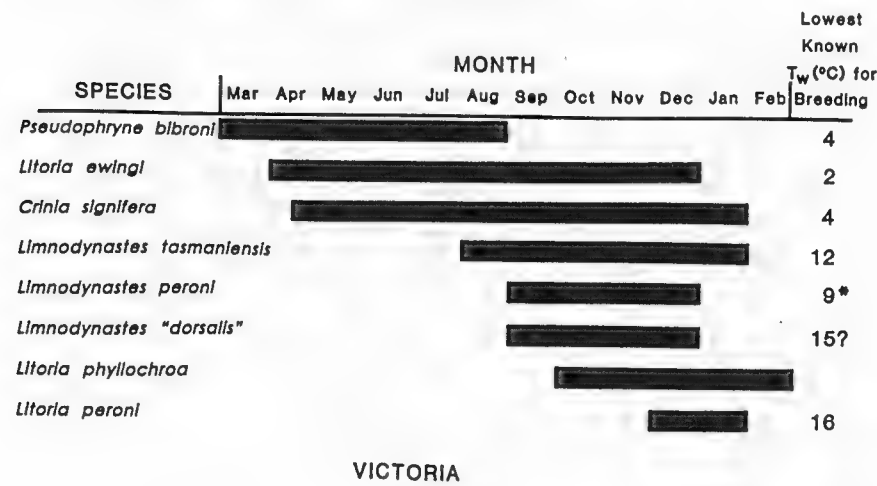 Lowest
Known
MONTH
T_w (°C) for
SPECIES Mar Apr May Jun Jul Aug Sep Oct Nov Dec Jan Feb Breeding
Pseudophryne bibroni 4
Litoria ewingi 2
Crinia signifera 4
Limnodynastes tasmaniensis 12
Limnodynastes peroni 9*
Limnodynastes "dorsalis" 15?
Litoria phyllochroa
Litoria peroni 16
VICTORIA